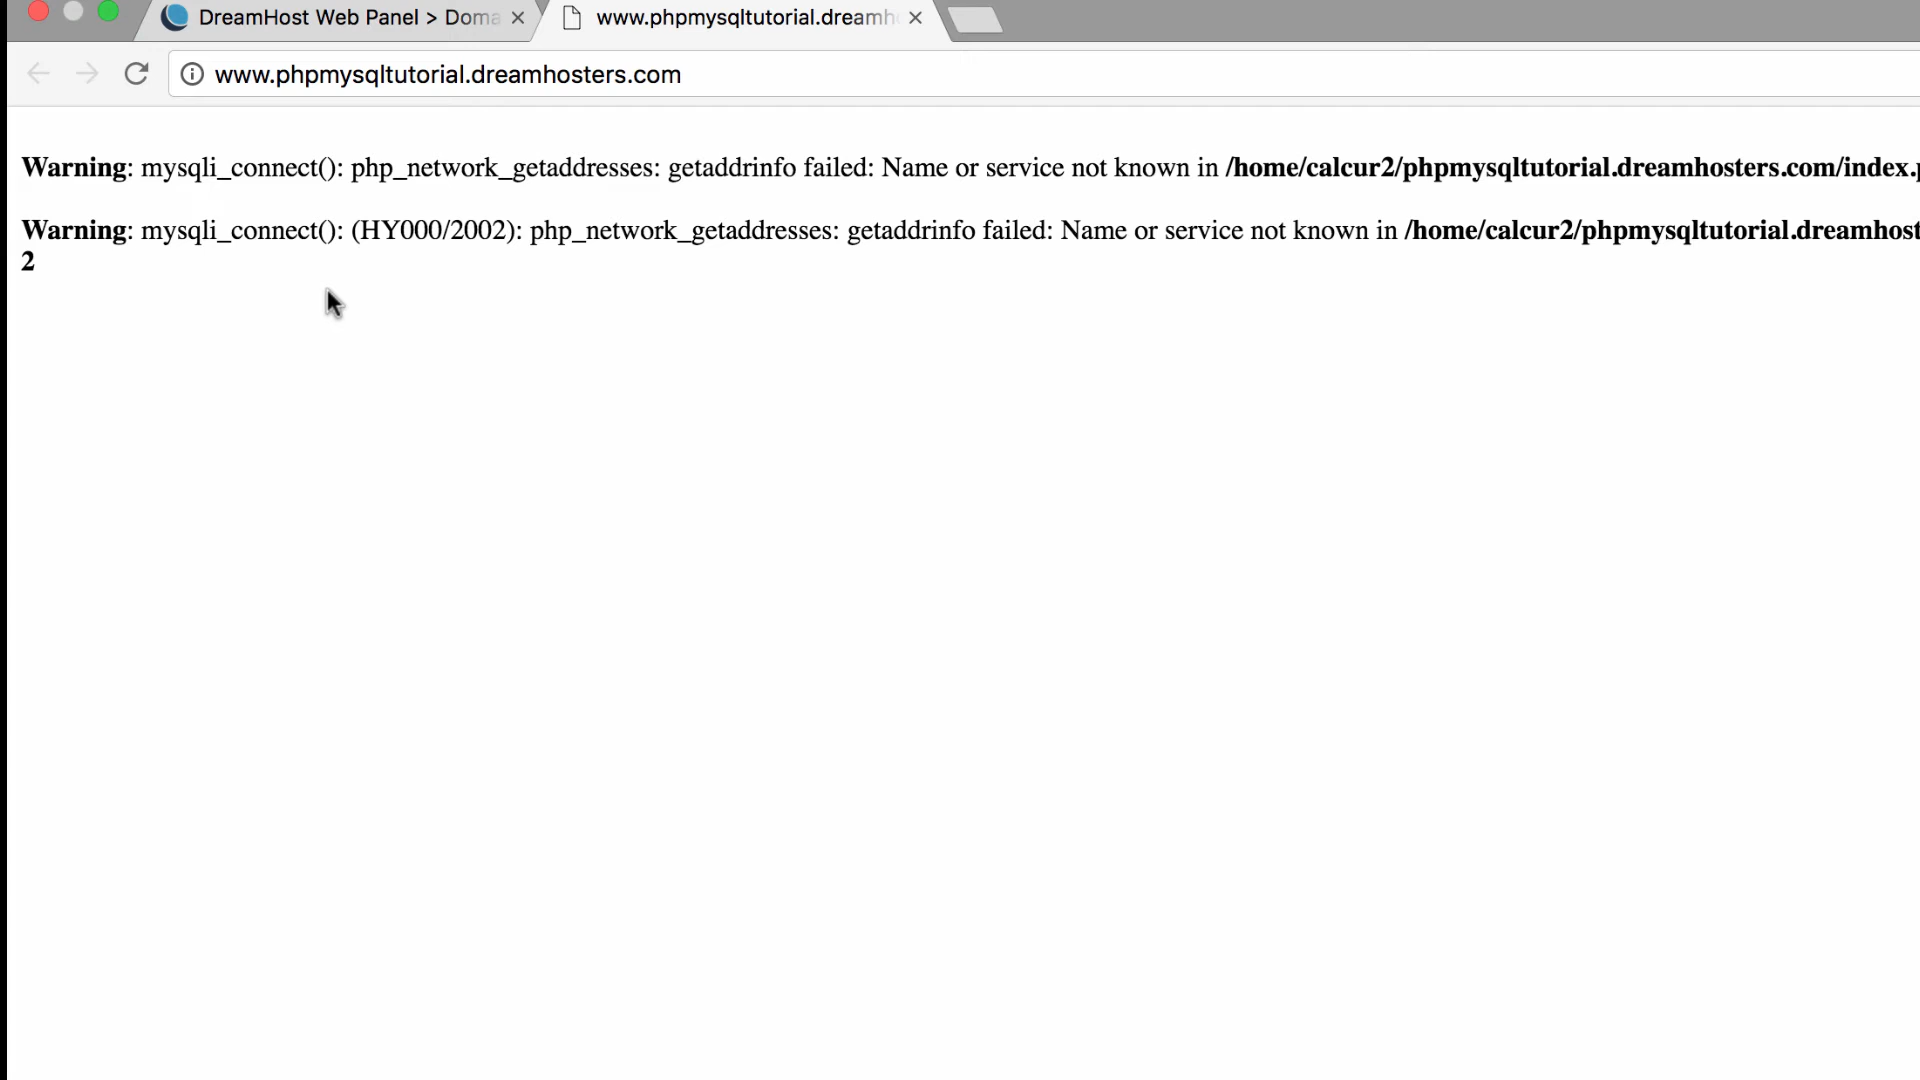 DreamHost Web Panel > Doma
www.phpmysqltutorial.dreamh
www.phpmysqltutorial.dreamhosters.com
Warning: mysqli_connect(): php_network_getaddresses: getaddrinfo failed: Name or service not known in /home/calcur2/phpmysqltutorial.dreamhosters.com/index.p
Warning: mysqli_connect(): (HY000/2002): php_network_getaddresses: getaddrinfo failed: Name or service not known in /home/calcur2/phpmysqltutorial.dreamhost
2